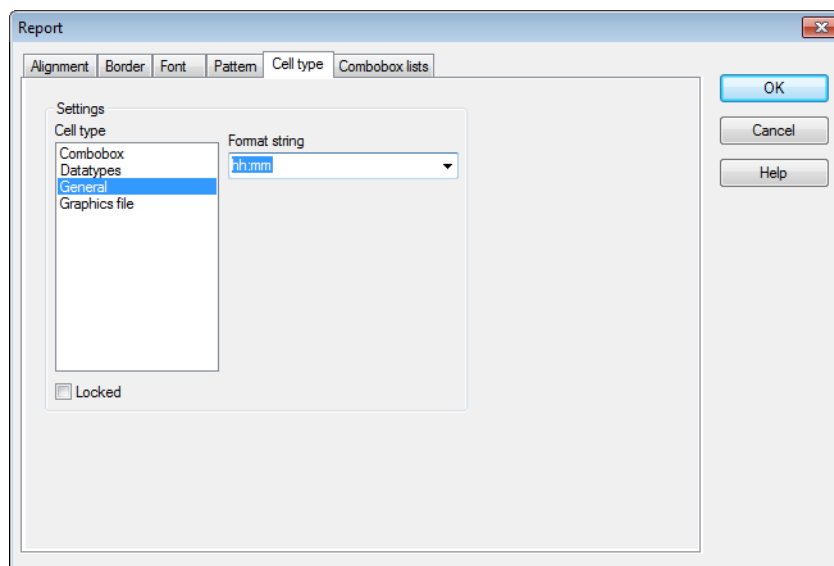 Report
Alignment Border Font Pattern Cell type Combobox lists
OK
Cancel
Help
Settings
Cell type
Combobox
Datatypes
General
Graphics file
Format string
hh:mm
Locked